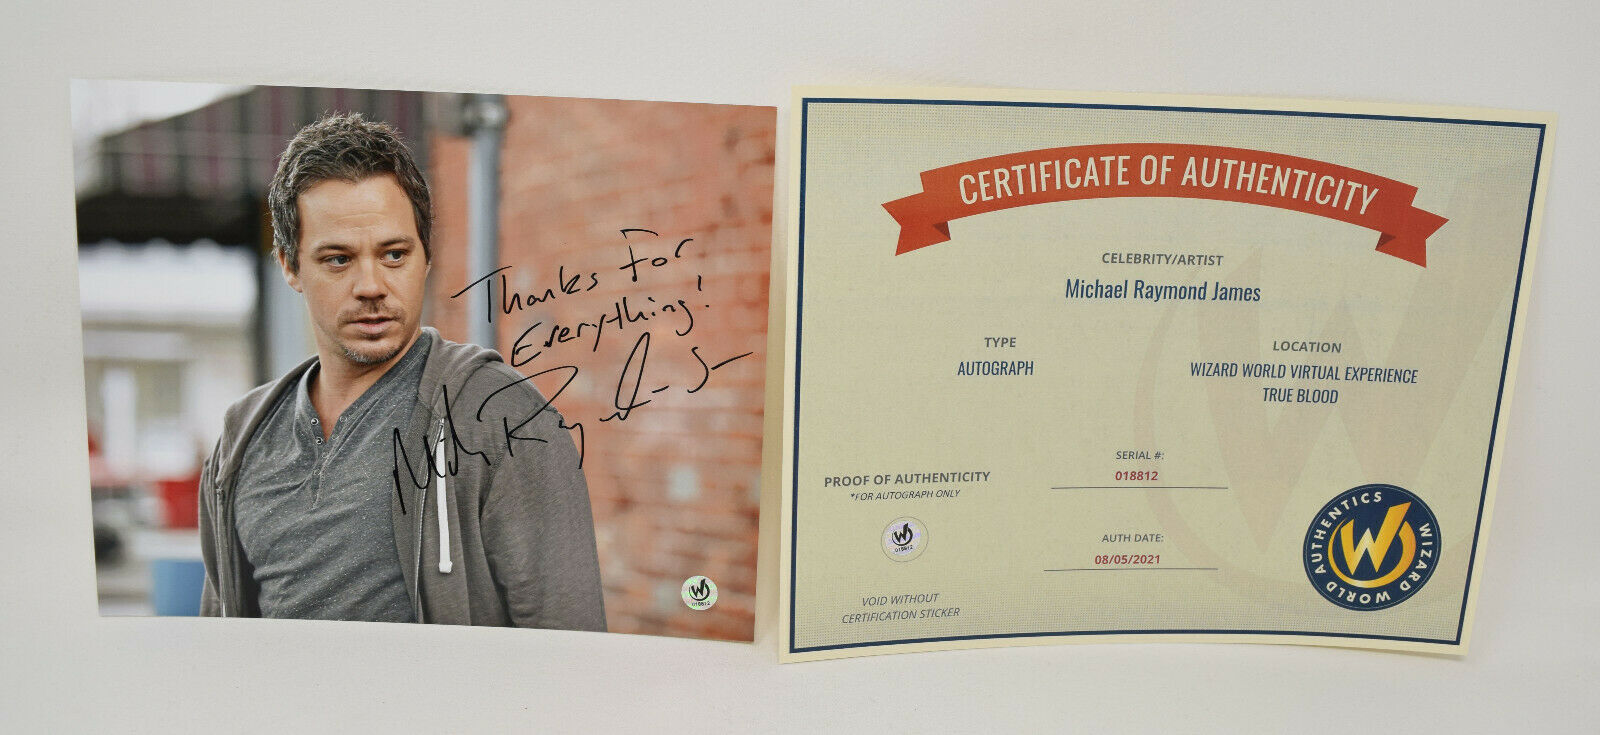 Thanks For
Everything!
018812
CERTIFICATE OF AUTHENTICITY
CELEBRITY/ARTIST
Michael Raymond James
TYPE
AUTOGRAPH
LOCATION
WIZARD WORLD VIRTUAL EXPERIENCE
TRUE BLOOD
PROOF OF AUTHENTICITY
*FOR AUTOGRAPH ONLY
018812
VOID WITHOUT
CERTIFICATION STICKER
SERIAL #:
018812
AUTH DATE:
08/05/2021
AUTHENTICS
WIZARD WORLD